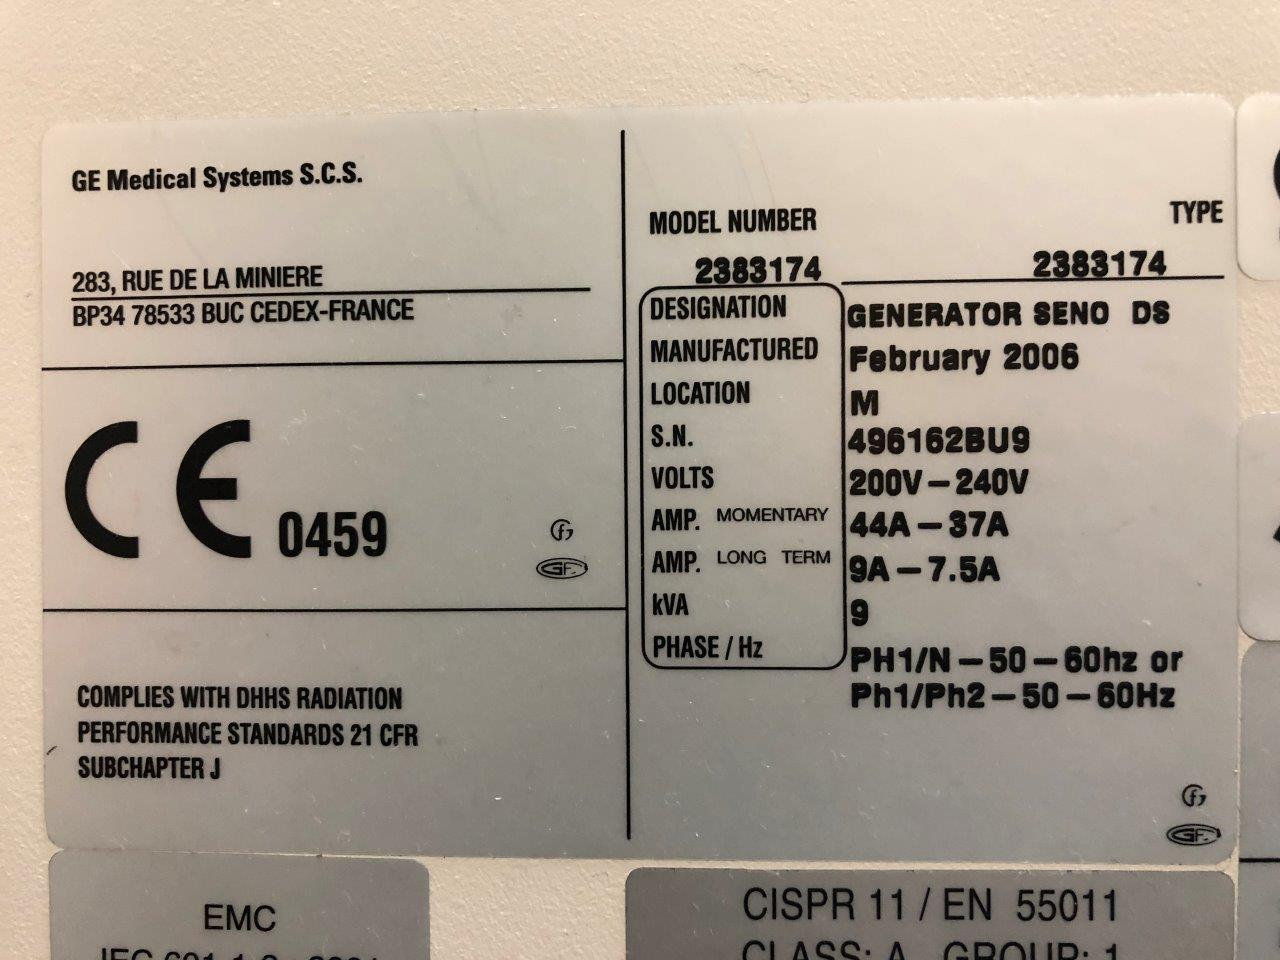 GE Medical Systems S.C.S.
283, RUE DE LA MINIERE
BP34 78533 BUC CEDEX-FRANCE
CE 0459
COMPLIES WITH DHHS RADIATION
PERFORMANCE STANDARDS 21 CFR
SUBCHAPTER J
MODEL NUMBER TYPE
2383174 2383174
DESIGNATION GENERATOR SENO DS
MANUFACTURED February 2006
LOCATION M
S.N. 496162BU9
VOLTS 200V-240V
AMP. MOMENTARY 44A-37A
AMP. LONG TERM 9A-7.5A
kVA 9
PHASE / Hz PH1/N-50-60hz or
Ph1/Ph2-50-60Hz
EMC
CISPR 11 / EN 55011
CLASS: A GROUP: 1